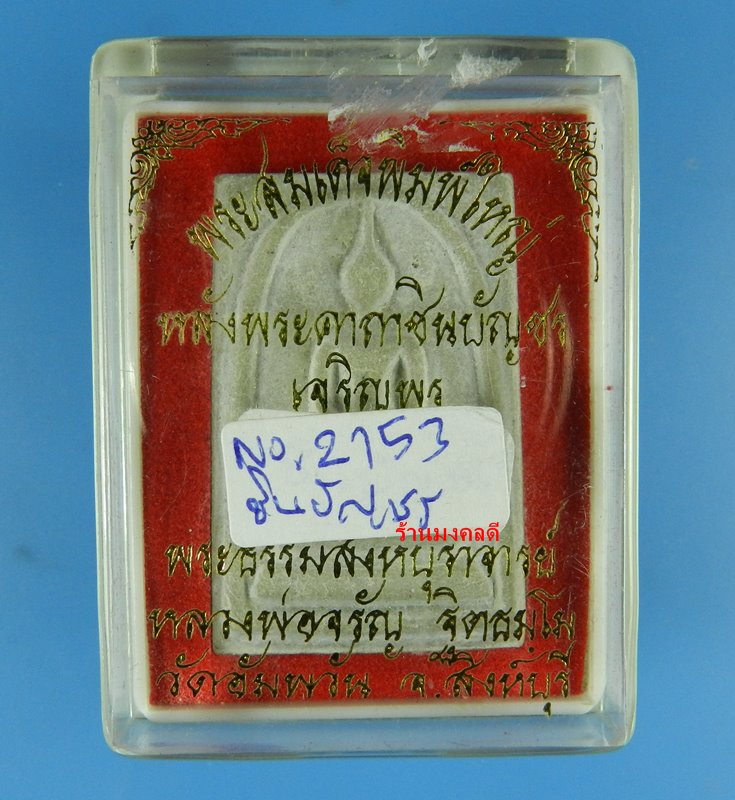 พระสมเด็จพิมพ์ใหญ่
หลังพระคาถาชินบัญชร
เจริญพร
No. 2153
ชินบัญชร
ร้านมงคลดี
พระธรรมสิงหบุราจารย์
หลวงพ่อจรัญ ฐิตธมฺโม
วัดอัมพวัน จ.สิงห์บุรี